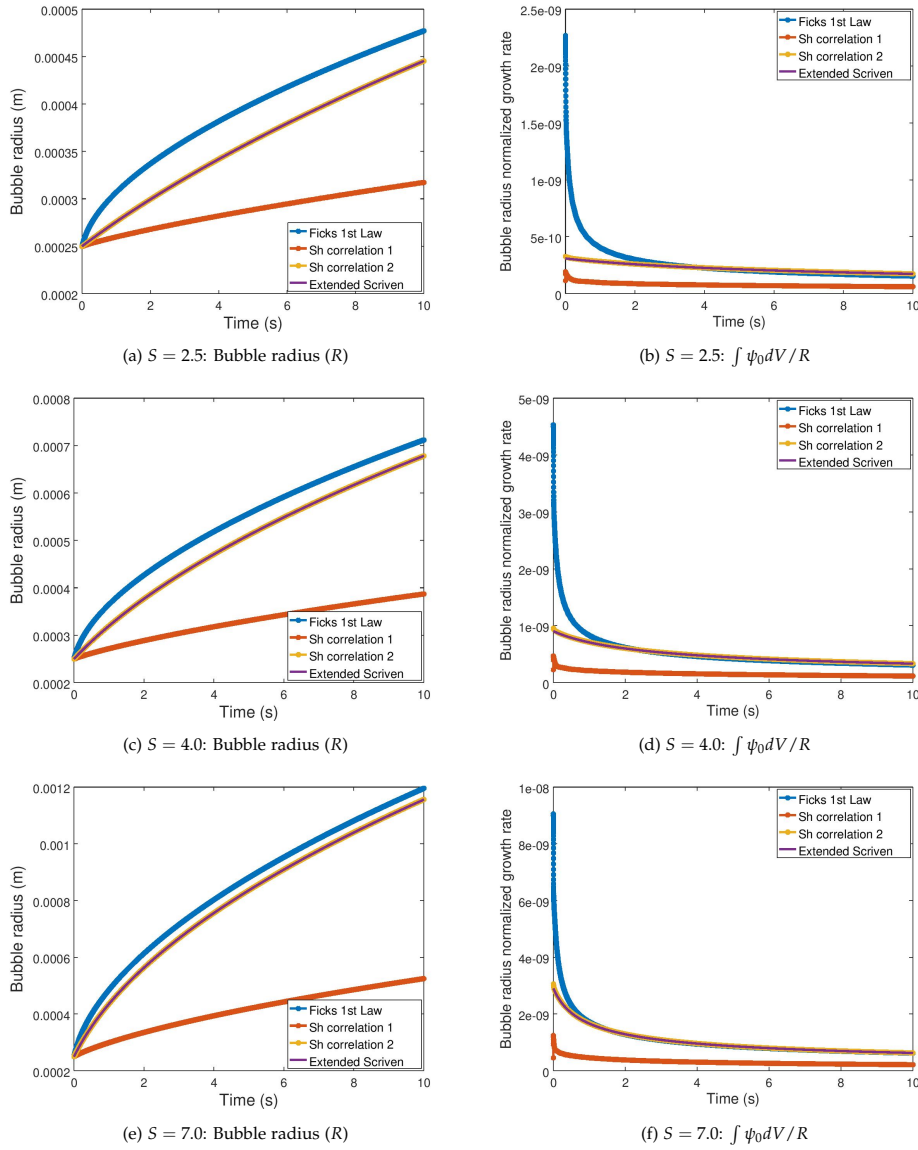 0.0005
0.00045
0.0004
0.00035
0.0003
0.00025
0.0002
Bubble radius (m)
Ficks 1st Law
Sh correlation 1
Sh correlation 2
Extended Scriven
0 2 4 6 8 10
Time (s)
(a) S = 2.5: Bubble radius (R)
2.5e-09
2e-09
1.5e-09
1e-09
5e-10
0
Bubble radius normalized growth rate
Ficks 1st Law
Sh correlation 1
Sh correlation 2
Extended Scriven
0 2 4 6 8 10
Time (s)
(b) S = 2.5: ∫ ψ₀dV/R
0.0008
0.0007
0.0006
0.0005
0.0004
0.0003
0.0002
Bubble radius (m)
Ficks 1st Law
Sh correlation 1
Sh correlation 2
Extended Scriven
0 2 4 6 8 10
Time (s)
(c) S = 4.0: Bubble radius (R)
5e-09
4e-09
3e-09
2e-09
1e-09
0
Bubble radius normalized growth rate
Ficks 1st Law
Sh correlation 1
Sh correlation 2
Extended Scriven
0 2 4 6 8 10
Time (s)
(d) S = 4.0: ∫ ψ₀dV/R
0.0012
0.001
0.0008
0.0006
0.0004
0.0002
Bubble radius (m)
Ficks 1st Law
Sh correlation 1
Sh correlation 2
Extended Scriven
0 2 4 6 8 10
Time (s)
(e) S = 7.0: Bubble radius (R)
1e-08
8e-09
6e-09
4e-09
2e-09
0
Bubble radius normalized growth rate
Ficks 1st Law
Sh correlation 1
Sh correlation 2
Extended Scriven
0 2 4 6 8 10
Time (s)
(f) S = 7.0: ∫ ψ₀dV/R